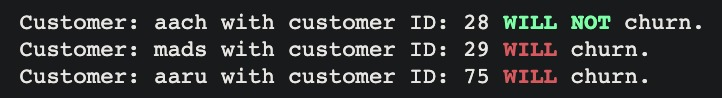 Customer: aach with customer ID: 28 WILL NOT churn.
Customer: mads with customer ID: 29 WILL churn.
Customer: aaru with customer ID: 75 WILL churn.